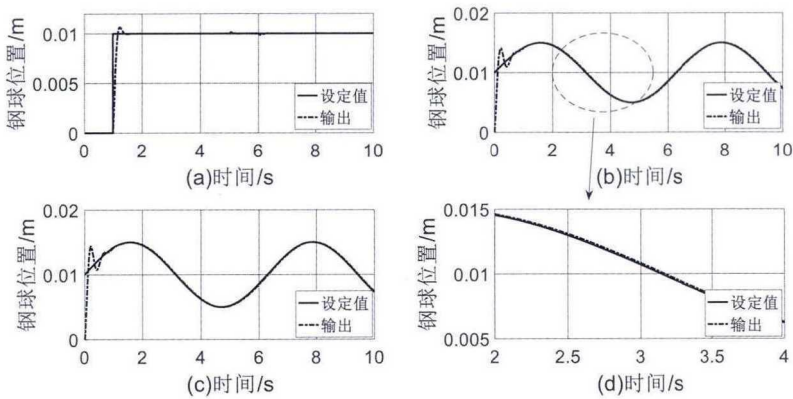 钢球位置/m
0.01
0.005
0
0 2 4 6 8 10
设定值
输出
(a)时间/s
钢球位置/m
0.02
0.01
0
0 2 4 6 8 10
设定值
输出
(b)时间/s
钢球位置/m
0.02
0.01
0
0 2 4 6 8 10
设定值
输出
(c)时间/s
钢球位置/m
0.015
0.01
0.005
2 2.5 3 3.5 4
设定值
输出
(d)时间/s